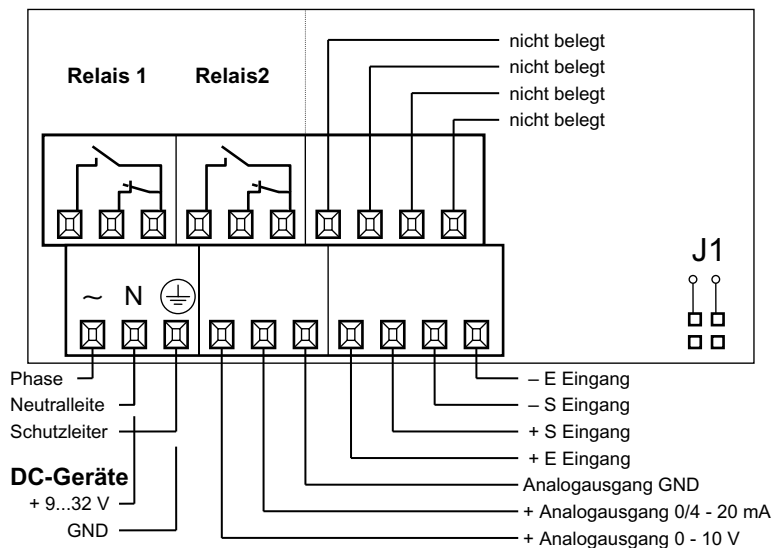 nicht belegt
nicht belegt
nicht belegt
nicht belegt
Relais 1
Relais2
J1
~ N
Phase
Neutralleite
Schutzleiter
DC-Geräte
+ 9...32 V
GND
– E Eingang
– S Eingang
+ S Eingang
+ E Eingang
Analogausgang GND
+ Analogausgang 0/4 - 20 mA
+ Analogausgang 0 - 10 V